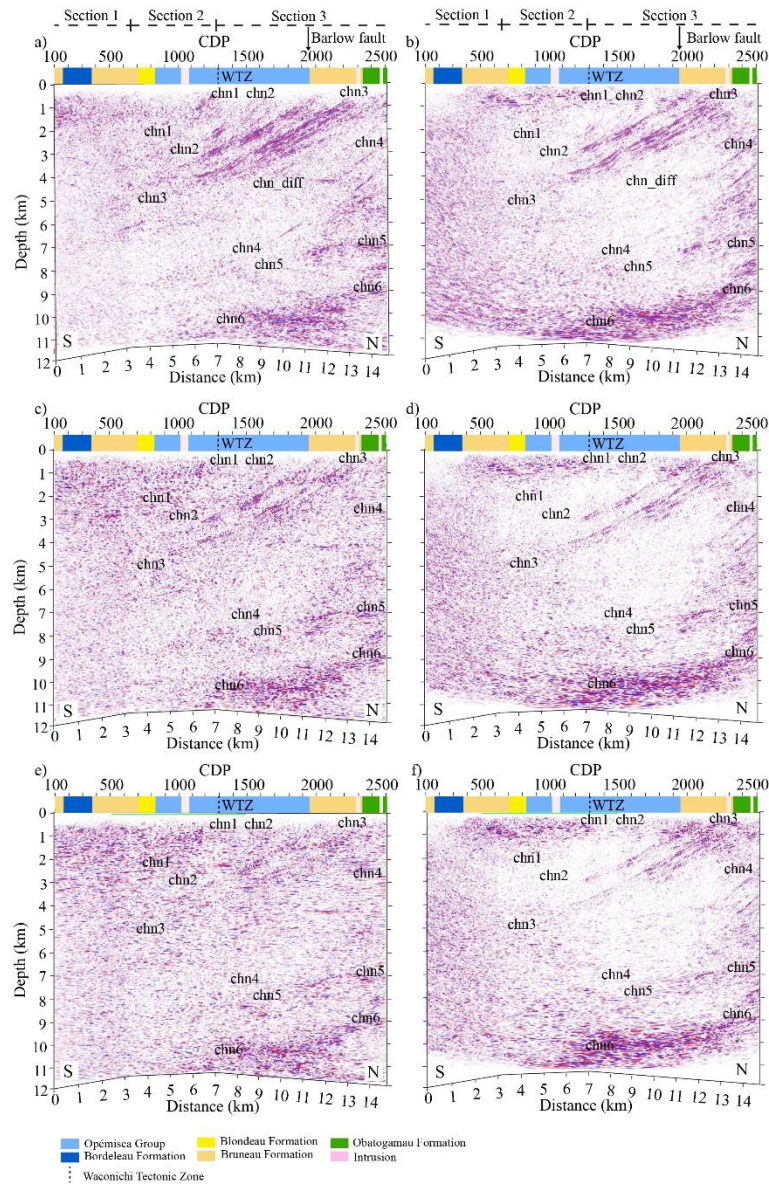 Section 1 Section 2 Section 3
Section 1 Section 2 Section 3
a) CDP Barlow fault
100 500 1000 1500 2000 2500
WTZ
0
chn1 chn2 chn3
1
chn1
2
chn2 chn4
3
4
chn_diff
chn3
5
6
chn4 chn5
7
chn5
8
chn6
9
chn6
10
11
S N
12
0 1 2 3 4 5 6 7 8 9 10 11 12 13 14
Depth (km)
Distance (km)
b) CDP Barlow fault
100 500 1000 1500 2000 2500
WTZ
chn1 chn2 chn3
chn1
chn2 chn4
chn_diff
chn3
chn4 chn5
chn5
chn6
chn6
S N
0 1 2 3 4 5 6 7 8 9 10 11 12 13 14
Distance (km)
c) CDP
100 500 1000 1500 2000 2500
WTZ
0
chn1 chn2 chn3
1
chn1
2
chn2 chn4
3
4
chn3
5
6
chn4 chn5
7
chn5
8
chn6
9
chn6
10
11
S N
12
0 1 2 3 4 5 6 7 8 9 10 11 12 13 14
Depth (km)
Distance (km)
d) CDP
100 500 1000 1500 2000 2500
WTZ
chn1 chn2 chn3
chn1
chn2 chn4
chn3
chn4 chn5
chn5
chn6
chn6
S N
0 1 2 3 4 5 6 7 8 9 10 11 12 13 14
Distance (km)
e) CDP
100 500 1000 1500 2000 2500
WTZ
0
chn1 chn2 chn3
1
chn1
2
chn2 chn4
3
4
chn3
5
6
chn4 chn5
7
chn5
8
chn6
9
chn6
10
11
S N
12
0 1 2 3 4 5 6 7 8 9 10 11 12 13 14
Depth (km)
Distance (km)
f) CDP
100 500 1000 1500 2000 2500
WTZ
chn1 chn2 chn3
chn1
chn2 chn4
chn3
chn4 chn5
chn5
chn6
chn6
S N
0 1 2 3 4 5 6 7 8 9 10 11 12 13 14
Distance (km)
Opémisca Group Blondeau Formation Obatogamau Formation
Bordeleau Formation Bruneau Formation Intrusion
Waconichi Tectonic Zone